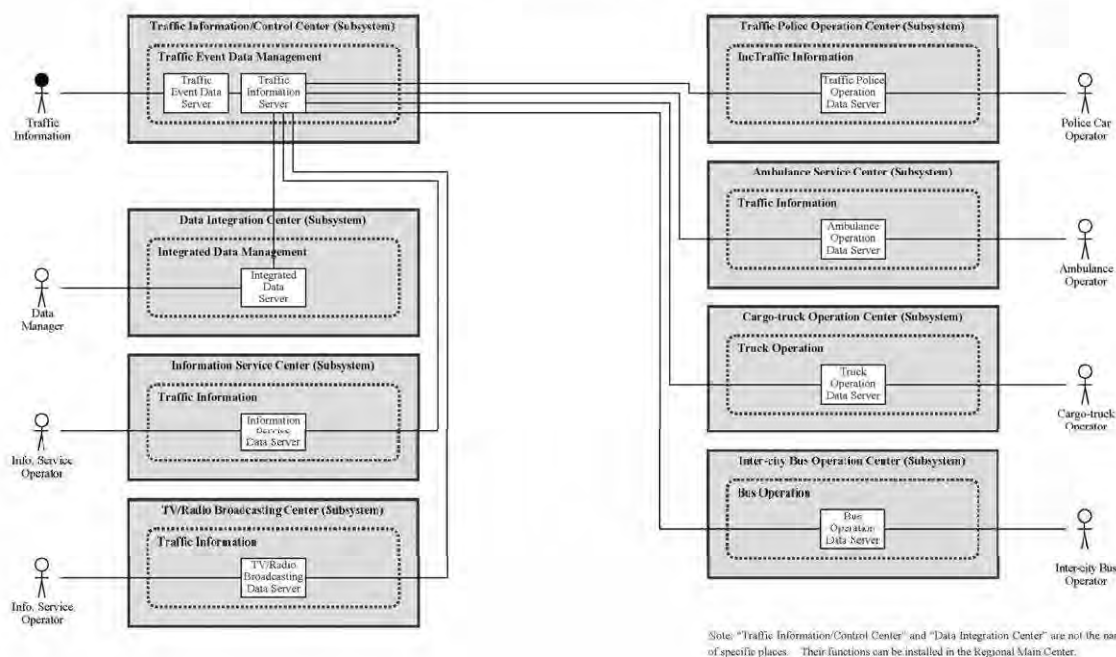 Traffic Information/Control Center (Subsystem)
Traffic Event Data Management
Traffic
Event Data
Server
Traffic
Information
Server
Traffic
Information
Data Integration Center (Subsystem)
Integrated Data Management
Integrated
Data
Server
Data
Manager
Information Service Center (Subsystem)
Traffic Information
Information
Service
Data Server
Info. Service
Operator
TV/Radio Broadcasting Center (Subsystem)
Traffic Information
TV/Radio
Broadcasting
Data Server
Info. Service
Operator
Traffic Police Operation Center (Subsystem)
IncTraffic Information
Traffic Police
Operation
Data Server
Police Car
Operator
Ambulance Service Center (Subsystem)
Traffic Information
Ambulance
Operation
Data Server
Ambulance
Operator
Cargo-truck Operation Center (Subsystem)
Truck Operation
Truck
Operation
Data Server
Cargo-truck
Operator
Inter-city Bus Operation Center (Subsystem)
Bus Operation
Bus
Operation
Data Server
Inter-city Bus
Operator
Note: "Traffic Information/Control Center" and "Data Integration Center" are not the
of specific places. Their functions can be installed in the Regional Main Center.